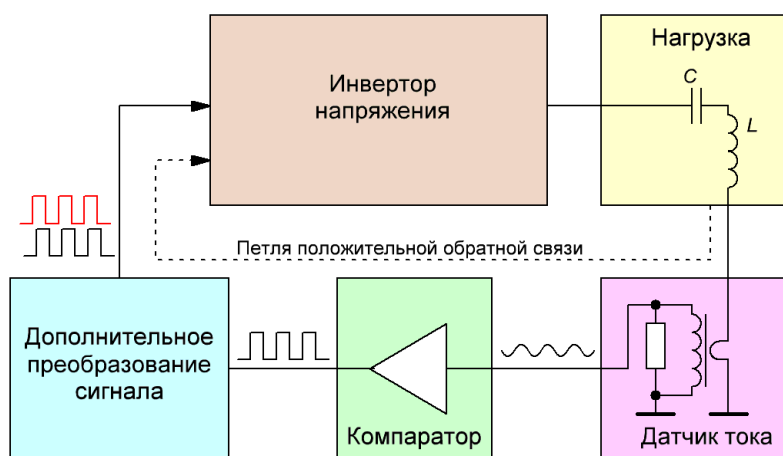 Инвертор
напряжения
Нагрузка
C
L
Петля положительной обратной связи
Дополнительное
преобразование
сигнала
Компаратор
Датчик тока